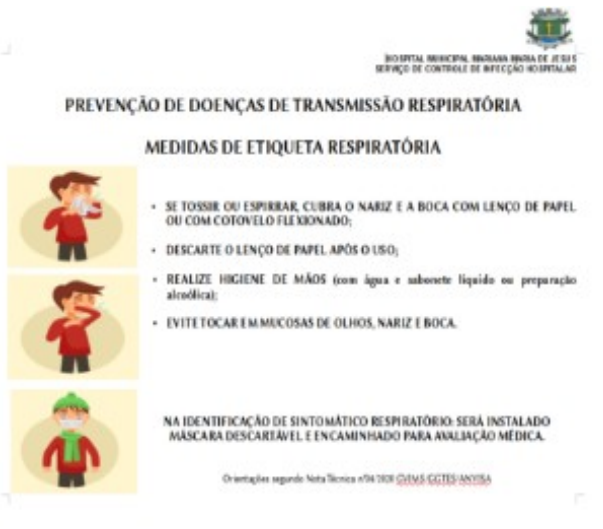 HOSPITAL MUNICIPAL MARIANA MARIA DE JESUS
SERVIÇO DE CONTROLE DE INFECÇÃO HOSPITALAR
PREVENÇÃO DE DOENÇAS DE TRANSMISSÃO RESPIRATÓRIA
MEDIDAS DE ETIQUETA RESPIRATÓRIA
• SE TOSSIR OU ESPIRRAR, CUBRA O NARIZ E A BOCA COM LENÇO DE PAPEL
OU COM COTOVELO FLEXIONADO;
• DESCARTE O LENÇO DE PAPEL APÓS O USO;
• REALIZE HIGIENE DE MÃOS (com água e sabonete líquido ou preparação
alcoólica);
• EVITE TOCAR EM MUCOSAS DE OLHOS, NARIZ E BOCA.
NA IDENTIFICAÇÃO DE SINTOMÁTICO RESPIRATÓRIO: SERÁ INSTALADO
MÁSCARA DESCARTÁVEL E ENCAMINHADO PARA AVALIAÇÃO MÉDICA.
Orientações segundo Nota Técnica nº04/2020 GVIMS/GGTES/ANVISA